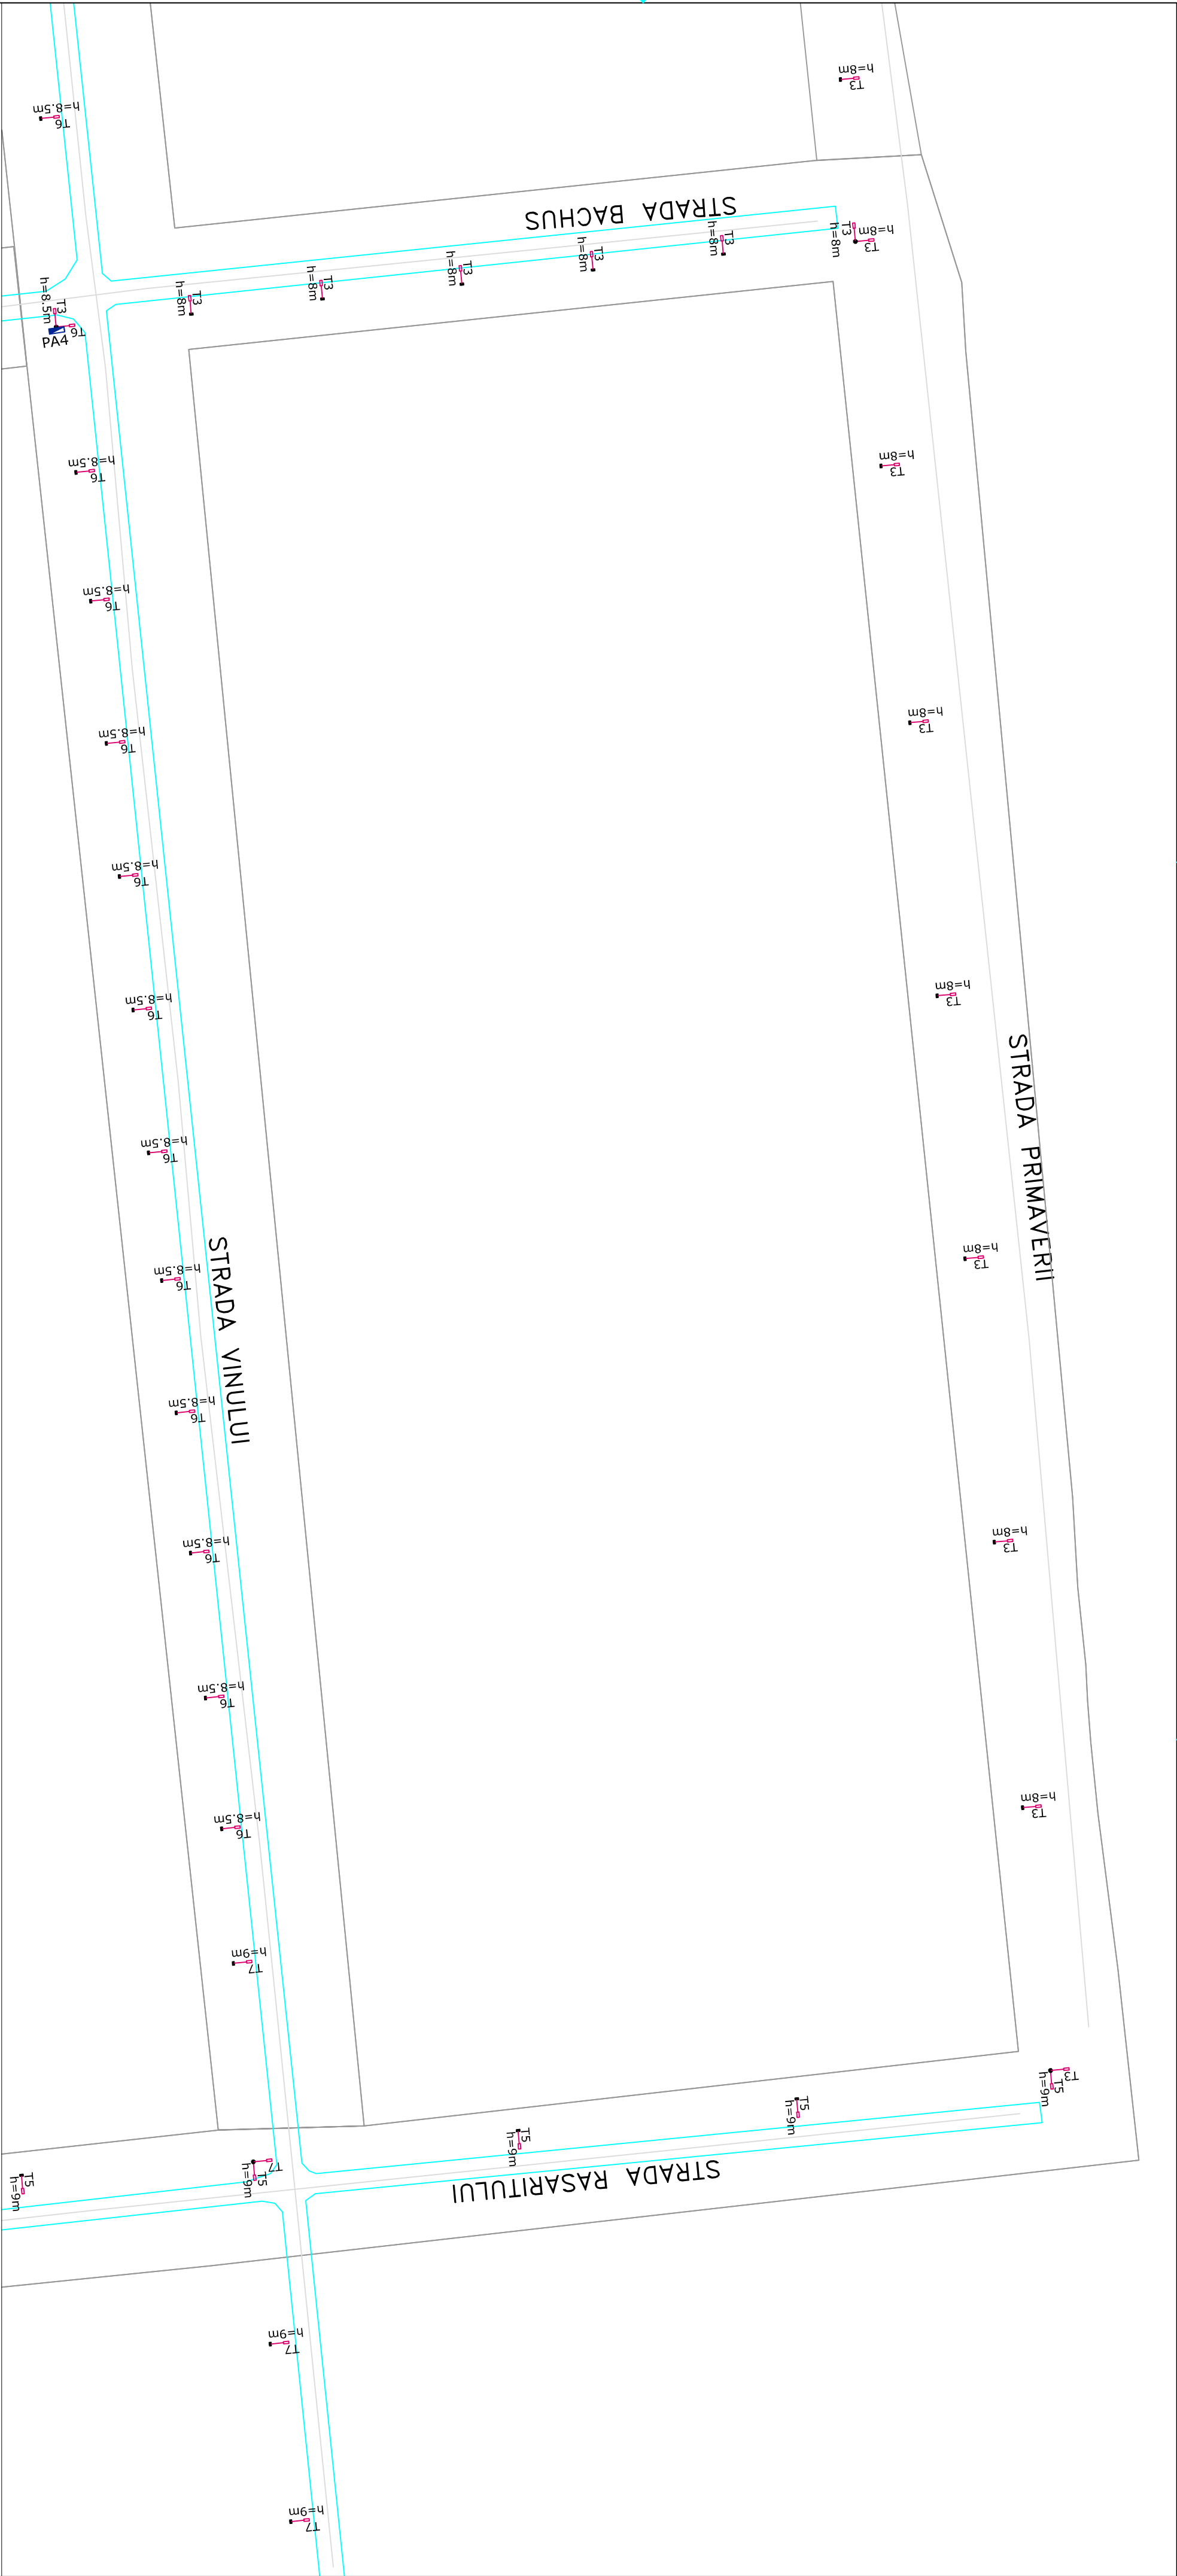 h=8m
T3
h=8.5m
T6
STRADA BACHUS
T3
h=8m
h=8m
T3
T3
h=8m
T3
h=8m
T3
h=8m
T3
h=8m
T3
h=8m
T3
h=8.5m
T6
PA4
h=8.5m
T6
h=8m
T3
h=8.5m
T6
h=8m
T3
h=8.5m
T6
h=8.5m
T6
h=8m
T3
h=8.5m
T6
STRADA PRIMAVERII
h=8.5m
T6
h=8m
T3
h=8.5m
T6
STRADA VINULUI
h=8.5m
T6
h=8m
T3
h=8.5m
T6
h=8.5m
T6
h=8m
T3
h=8.5m
T6
h=9m
T7
T3
T5
h=9m
T5
h=9m
T5
h=9m
T7
T5
h=9m
T5
h=9m
STRADA RASARITULUI
h=9m
T7
h=9m
T7